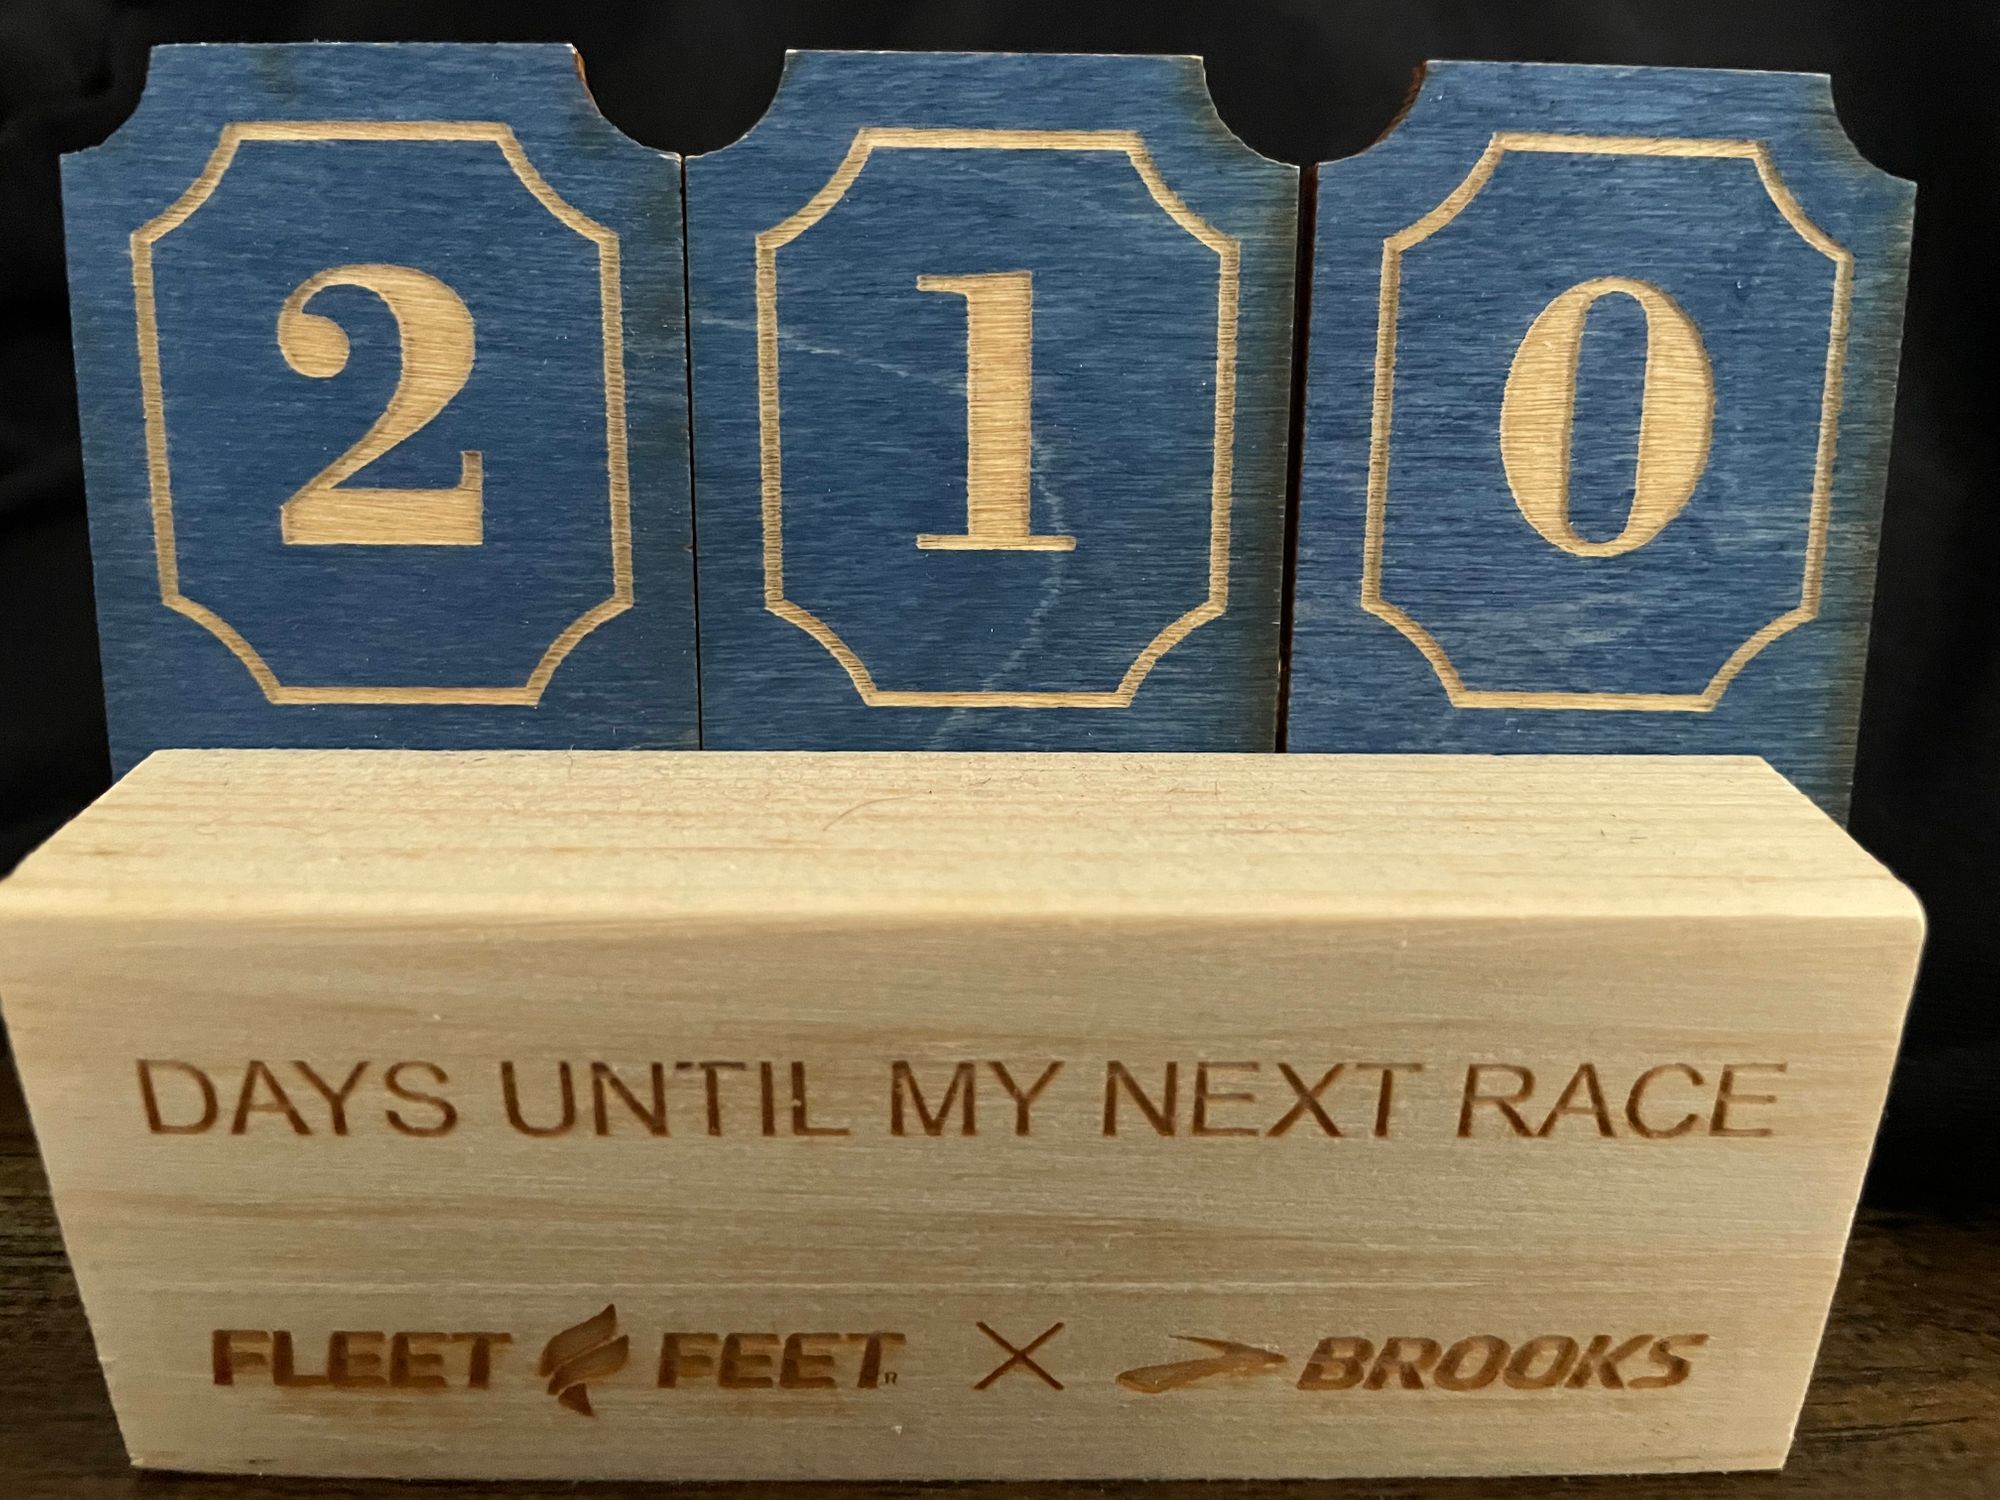 2 1 0
DAYS UNTIL MY NEXT RACE
FLEET FEET® X BROOKS